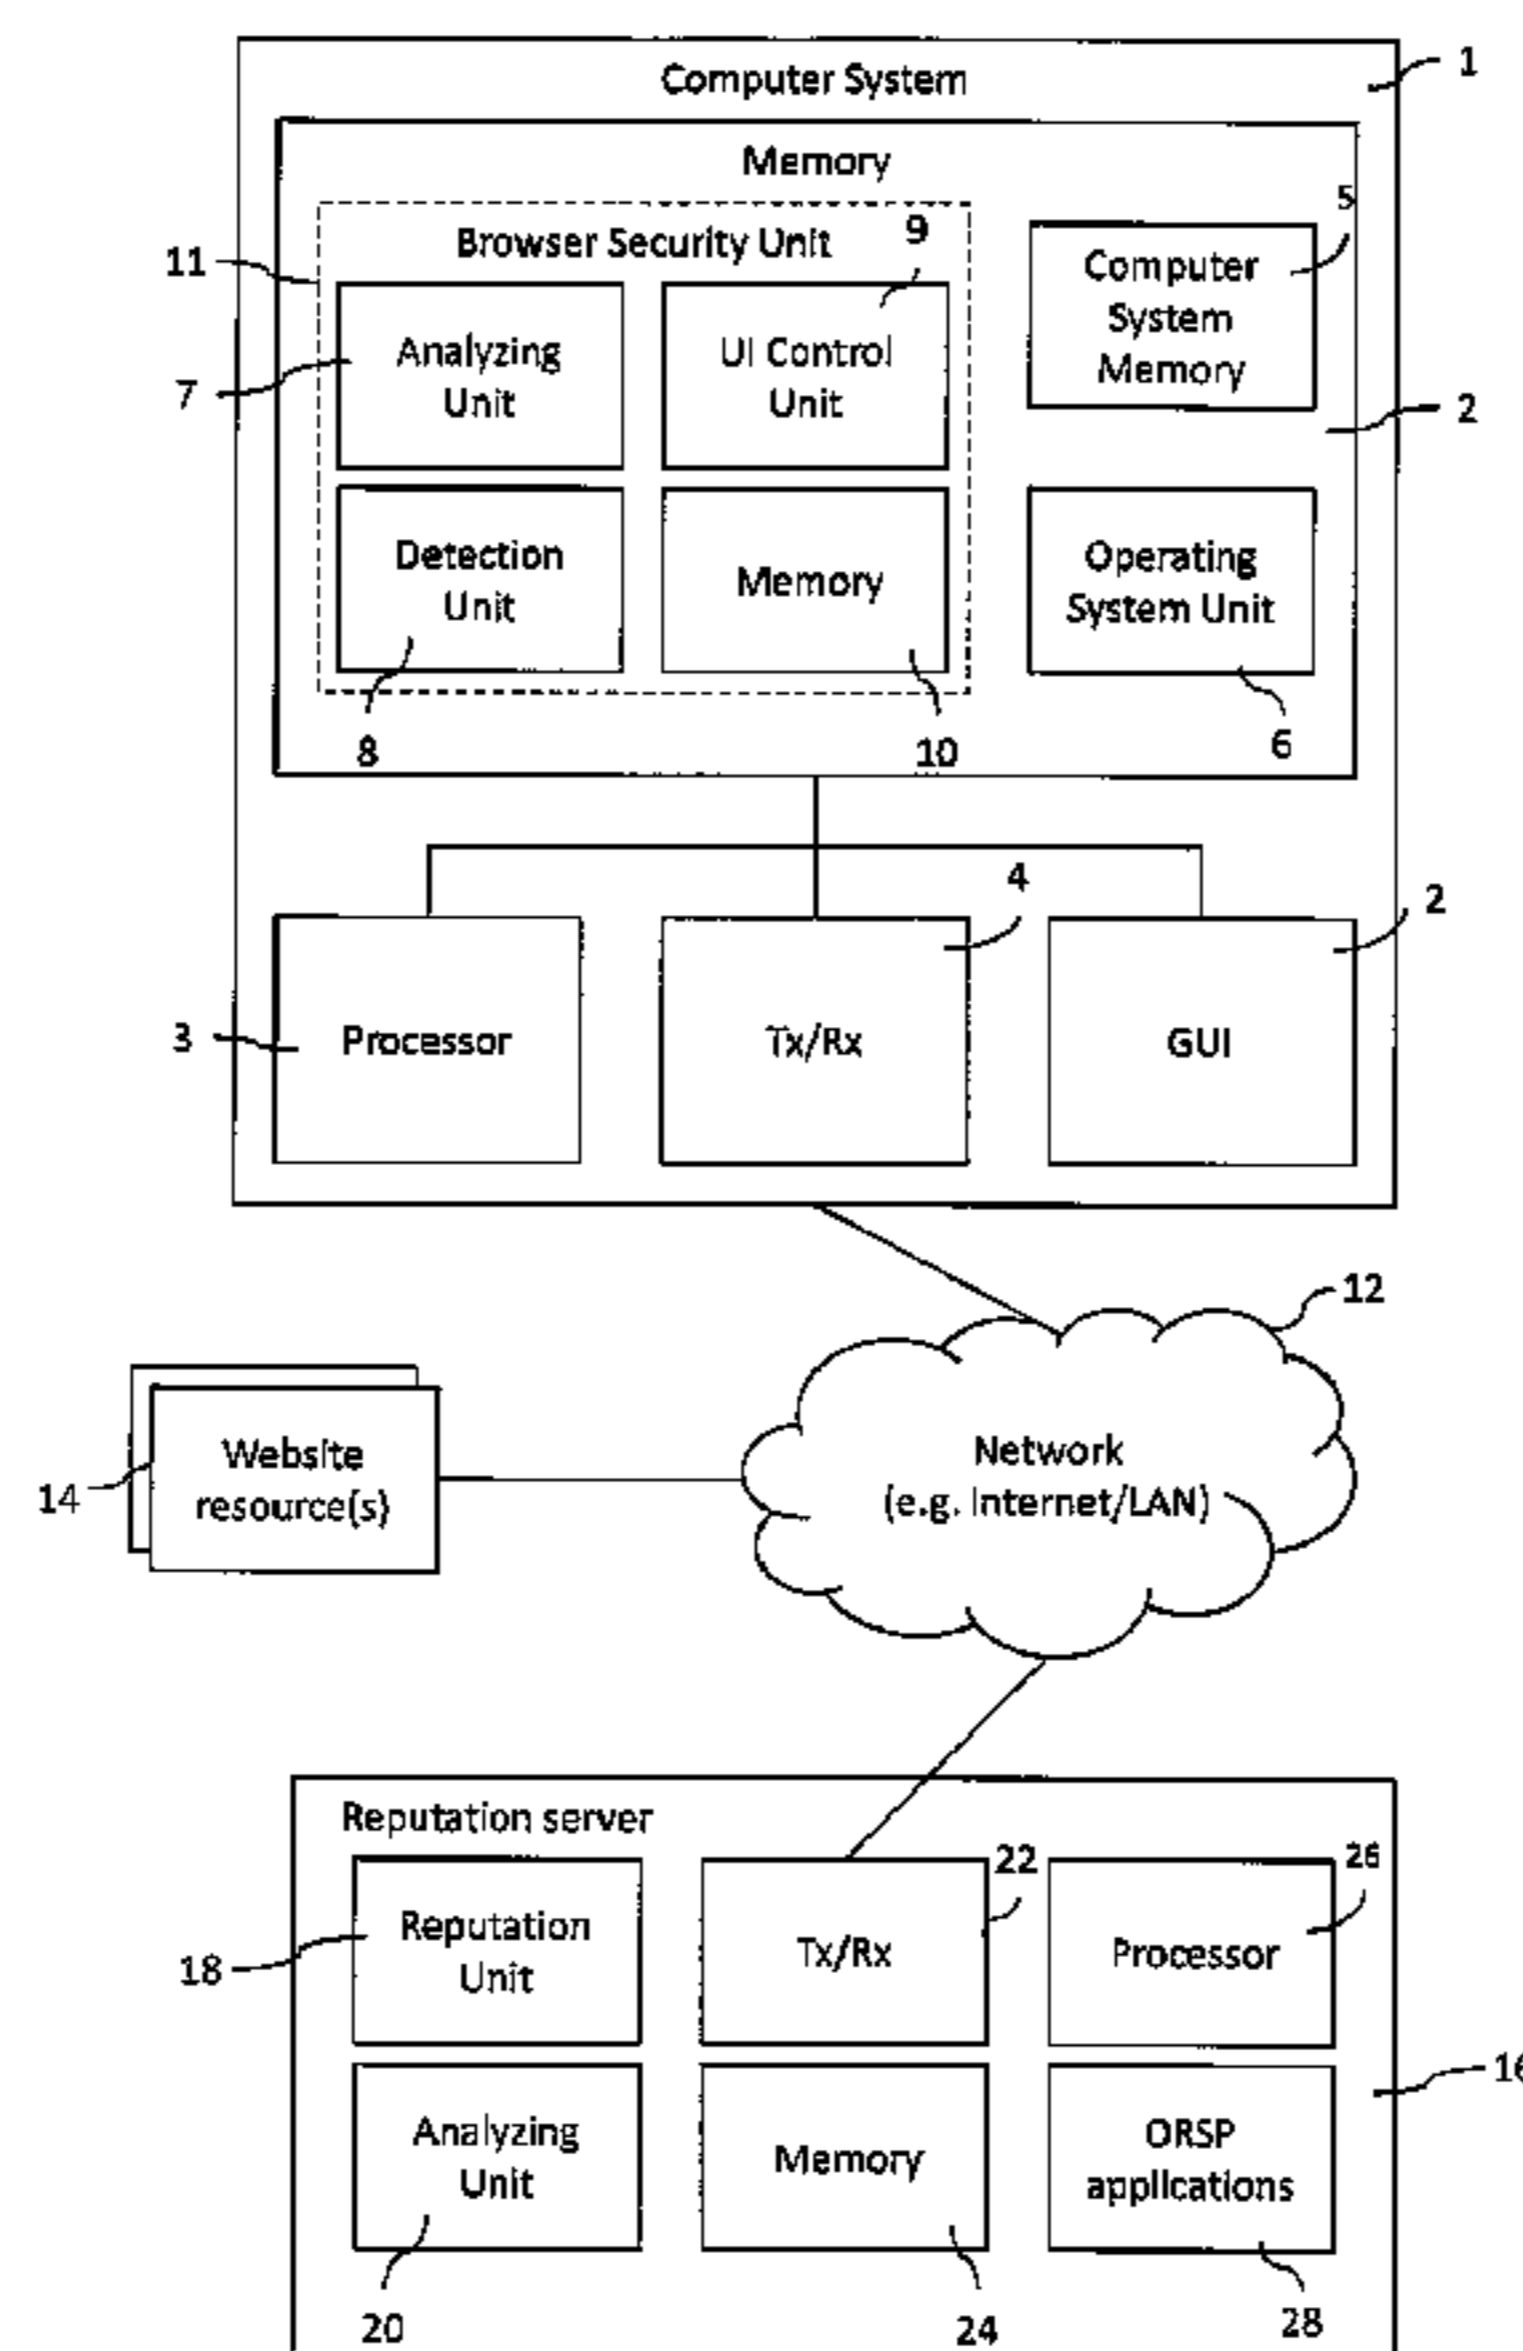 Computer System
1
Memory
5
Browser Security Unit
9
11
Computer
System
Memory
Analyzing
Unit
UI Control
Unit
7
2
Detection
Unit
Memory
Operating
System Unit
8
10
6
4
2
3
Processor
Tx/Rx
GUI
12
Website
resource(s)
14
Network
(e.g. Internet/LAN)
Reputation server
22
26
Reputation
Unit
18
Tx/Rx
Processor
16
Analyzing
Unit
Memory
ORSP
applications
20
24
28